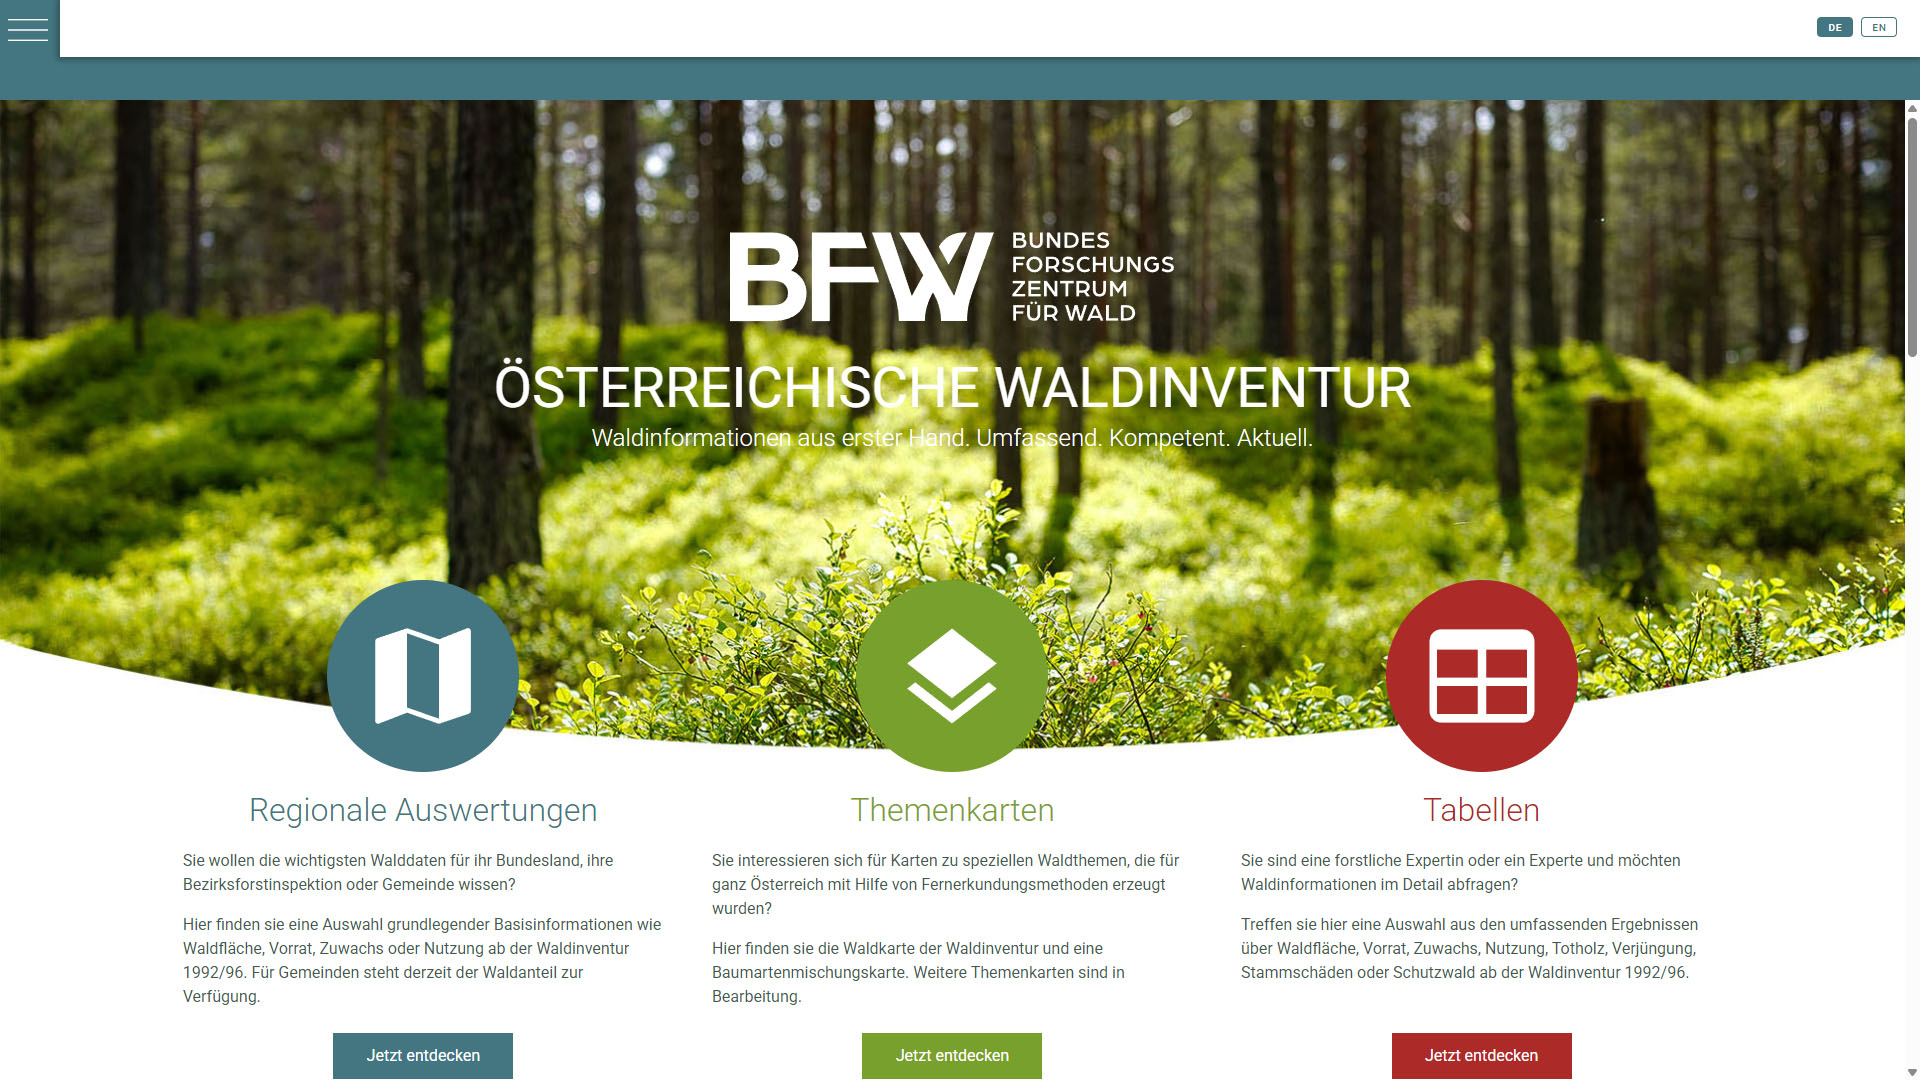 DE
EN
BFW
BUNDES
FORSCHUNGS
ZENTRUM
FÜR WALD
ÖSTERREICHISCHE WALDINVENTUR
Waldinformationen aus erster Hand. Umfassend. Kompetent. Aktuell.
Regionale Auswertungen
Sie wollen die wichtigsten Walddaten für ihr Bundesland, ihre
Bezirksforstinspektion oder Gemeinde wissen?
Hier finden sie eine Auswahl grundlegender Basisinformationen wie
Waldfläche, Vorrat, Zuwachs oder Nutzung ab der Waldinventur
1992/96. Für Gemeinden steht derzeit der Waldanteil zur
Verfügung.
Jetzt entdecken
Themenkarten
Sie interessieren sich für Karten zu speziellen Waldthemen, die für
ganz Österreich mit Hilfe von Fernerkundungsmethoden erzeugt
wurden?
Hier finden sie die Waldkarte der Waldinventur und eine
Baumartenmischungskarte. Weitere Themenkarten sind in
Bearbeitung.
Jetzt entdecken
Tabellen
Sie sind eine forstliche Expertin oder ein Experte und möchten
Waldinformationen im Detail abfragen?
Treffen sie hier eine Auswahl aus den umfassenden Ergebnissen
über Waldfläche, Vorrat, Zuwachs, Nutzung, Totholz, Verjüngung,
Stammschäden oder Schutzwald ab der Waldinventur 1992/96.
Jetzt entdecken